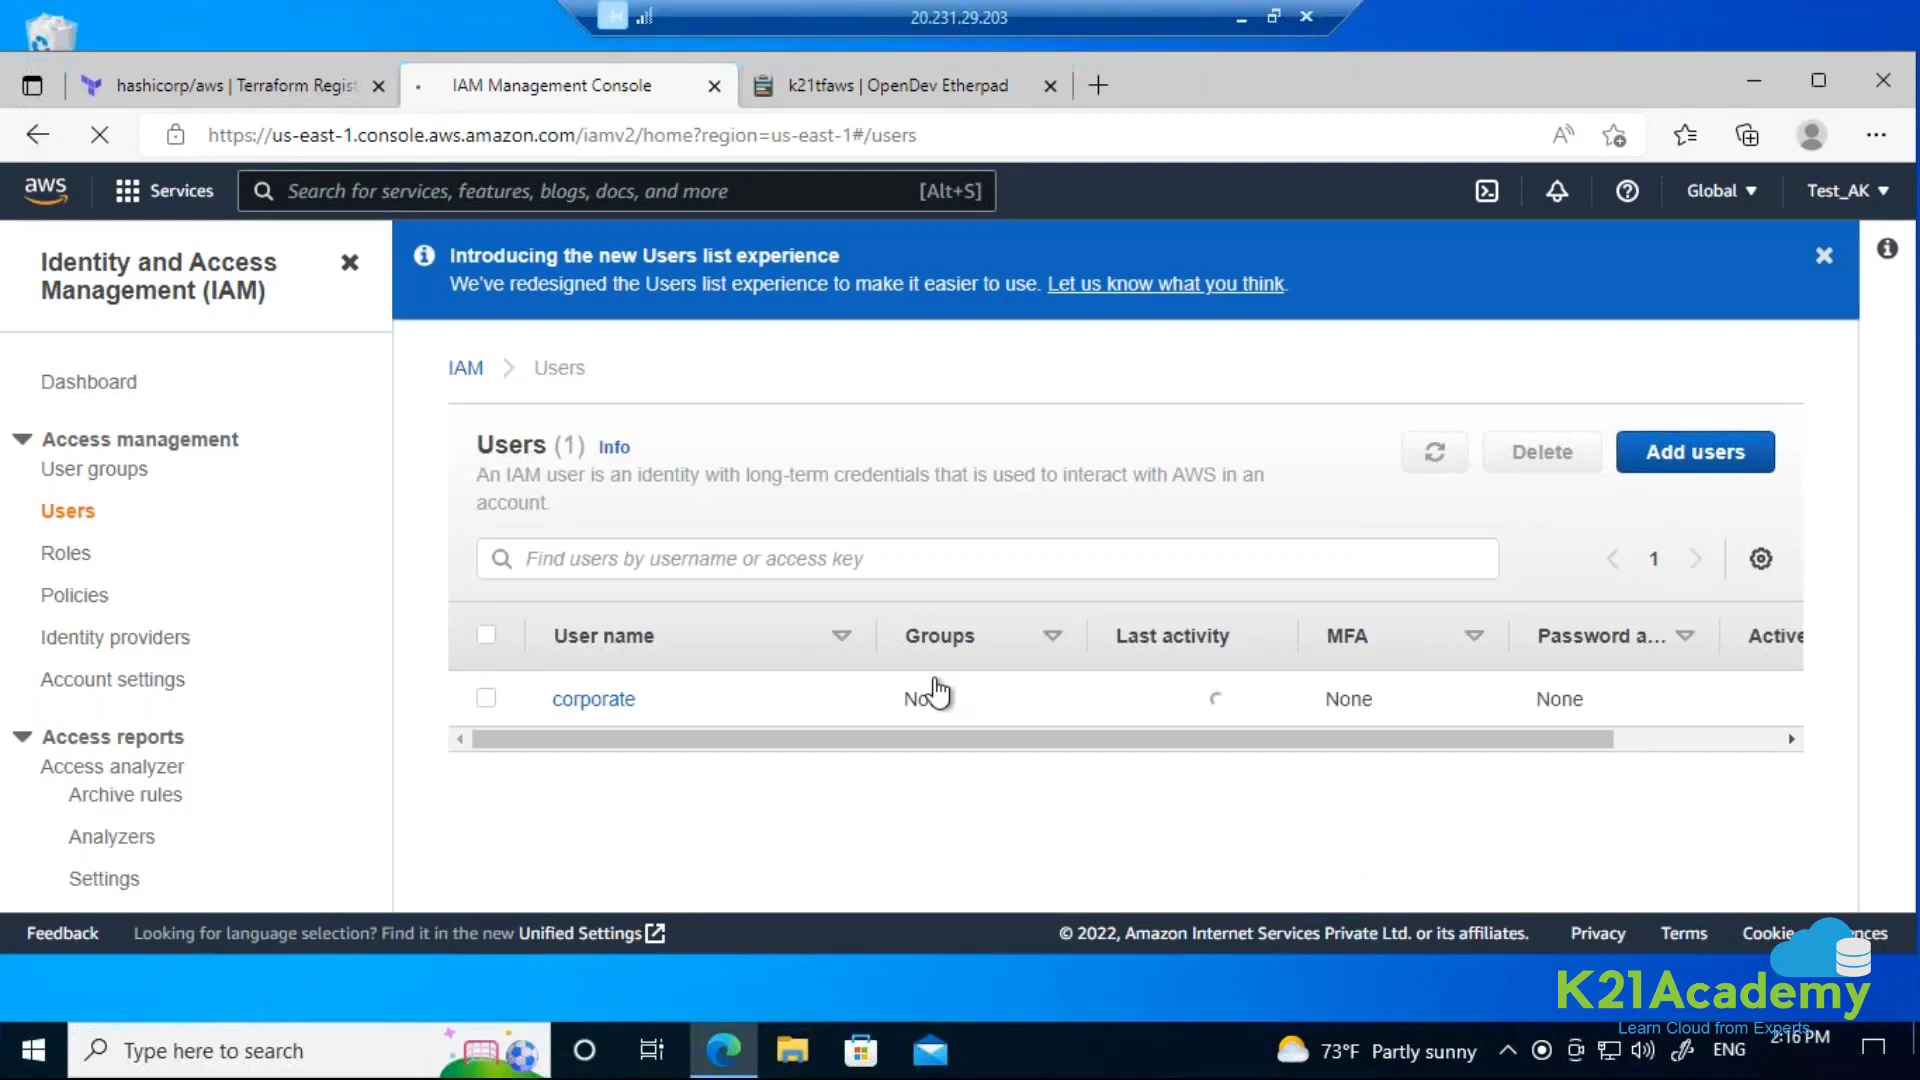 20.231.29.203
hashicorp/aws | Terraform Regist
IAM Management Console
k21tfaws | OpenDev Etherpad
https://us-east-1.console.aws.amazon.com/iamv2/home?region=us-east-1#/users
aws
Services
Search for services, features, blogs, docs, and more
[Alt+S]
Global
Test_AK
Identity and Access
Management (IAM)
Dashboard
Access management
User groups
Users
Roles
Policies
Identity providers
Account settings
Access reports
Access analyzer
Archive rules
Analyzers
Settings
Introducing the new Users list experience
We've redesigned the Users list experience to make it easier to use. Let us know what you think.
IAM
Users
Users (1) Info
An IAM user is an identity with long-term credentials that is used to interact with AWS in an
account.
Delete
Add users
Find users by username or access key
1
User name
Groups
Last activity
MFA
Password a...
Active
corporate
None
None
Feedback
Looking for language selection? Find it in the new Unified Settings
© 2022, Amazon Internet Services Private Ltd. or its affiliates.
Privacy
Terms
Cookie
K21Academy
Learn Cloud from Experts
Type here to search
73°F Partly sunny
ENG
2:16 PM